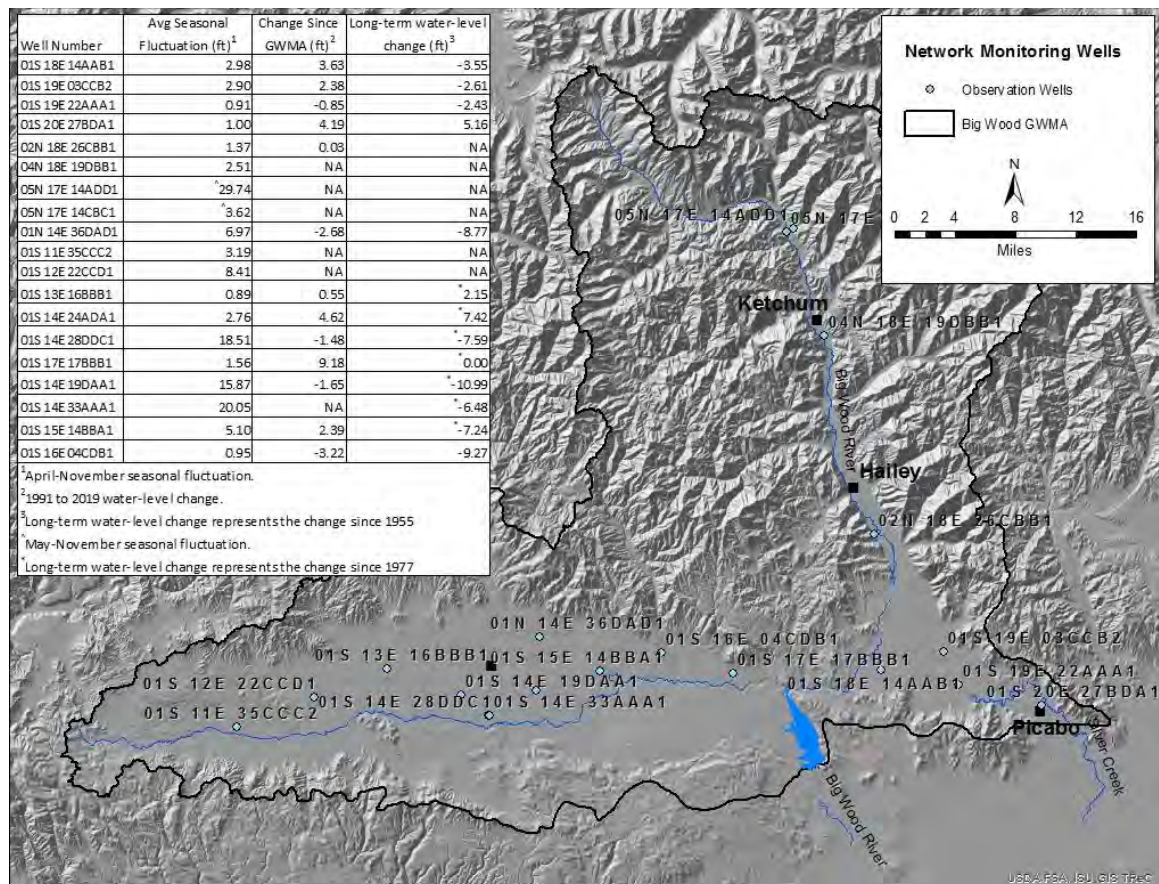 Well Number Avg Seasonal Fluctuation (ft)1 Change Since GWMA (ft)2 Long-term water-level change (ft)3
01S 18E 14AAB1 2.98 3.63 -3.55
01S 19E 03CCB2 2.90 2.38 -2.61
01S 19E 22AAA1 0.91 -0.85 -2.43
01S 20E 27BDA1 1.00 4.19 5.16
02N 18E 26CBB1 1.37 0.03 NA
04N 18E 19DBB1 2.51 NA NA
05N 17E 14ADD1 ^29.74 NA NA
05N 17E 14CBC1 ^3.62 NA NA
01N 14E 36DAD1 6.97 -2.68 -8.77
01S 11E 35CCC2 3.19 NA NA
01S 12E 22CCD1 8.41 NA NA
01S 13E 16BBB1 0.89 0.55 *2.15
01S 14E 24ADA1 2.76 4.62 *7.42
01S 14E 28DDC1 18.51 -1.48 *-7.59
01S 17E 17BBB1 1.56 9.18 *0.00
01S 14E 19DAA1 15.87 -1.65 *-10.99
01S 14E 33AAA1 20.05 NA *-6.48
01S 15E 14BBA1 5.10 2.39 *-7.24
01S 16E 04CDB1 0.95 -3.22 -9.27
1April-November seasonal fluctuation.
21991 to 2019 water-level change.
3Long-term water-level change represents the change since 1955
^May-November seasonal fluctuation.
*Long-term water-level change represents the change since 1977
Network Monitoring Wells
Observation Wells
Big Wood GWMA
N
0 2 4 8 12 16
Miles
05N 17E 14ADD1 05N 17E
Ketchum
04N 18E 19DBB1
Big Wood River
Hailey
02N 18E 26CBB1
01N 14E 36DAD1
01S 16E 04CDB1
01S 19E 03CCB2
01S 13E 16BBB1
01S 15E 14BBA1
01S 17E 17BBB1
01S 19E 22AAA1
01S 12E 22CCD1
01S 14E 19DAA1
01S 18E 14AAB1
01S 20E 27BDA1
01S 11E 35CCC2
01S 14E 28DDC1
01S 14E 33AAA1
Picabo
Silver Creek
Big Wood River
USDA FSA, ISU GIS TReC